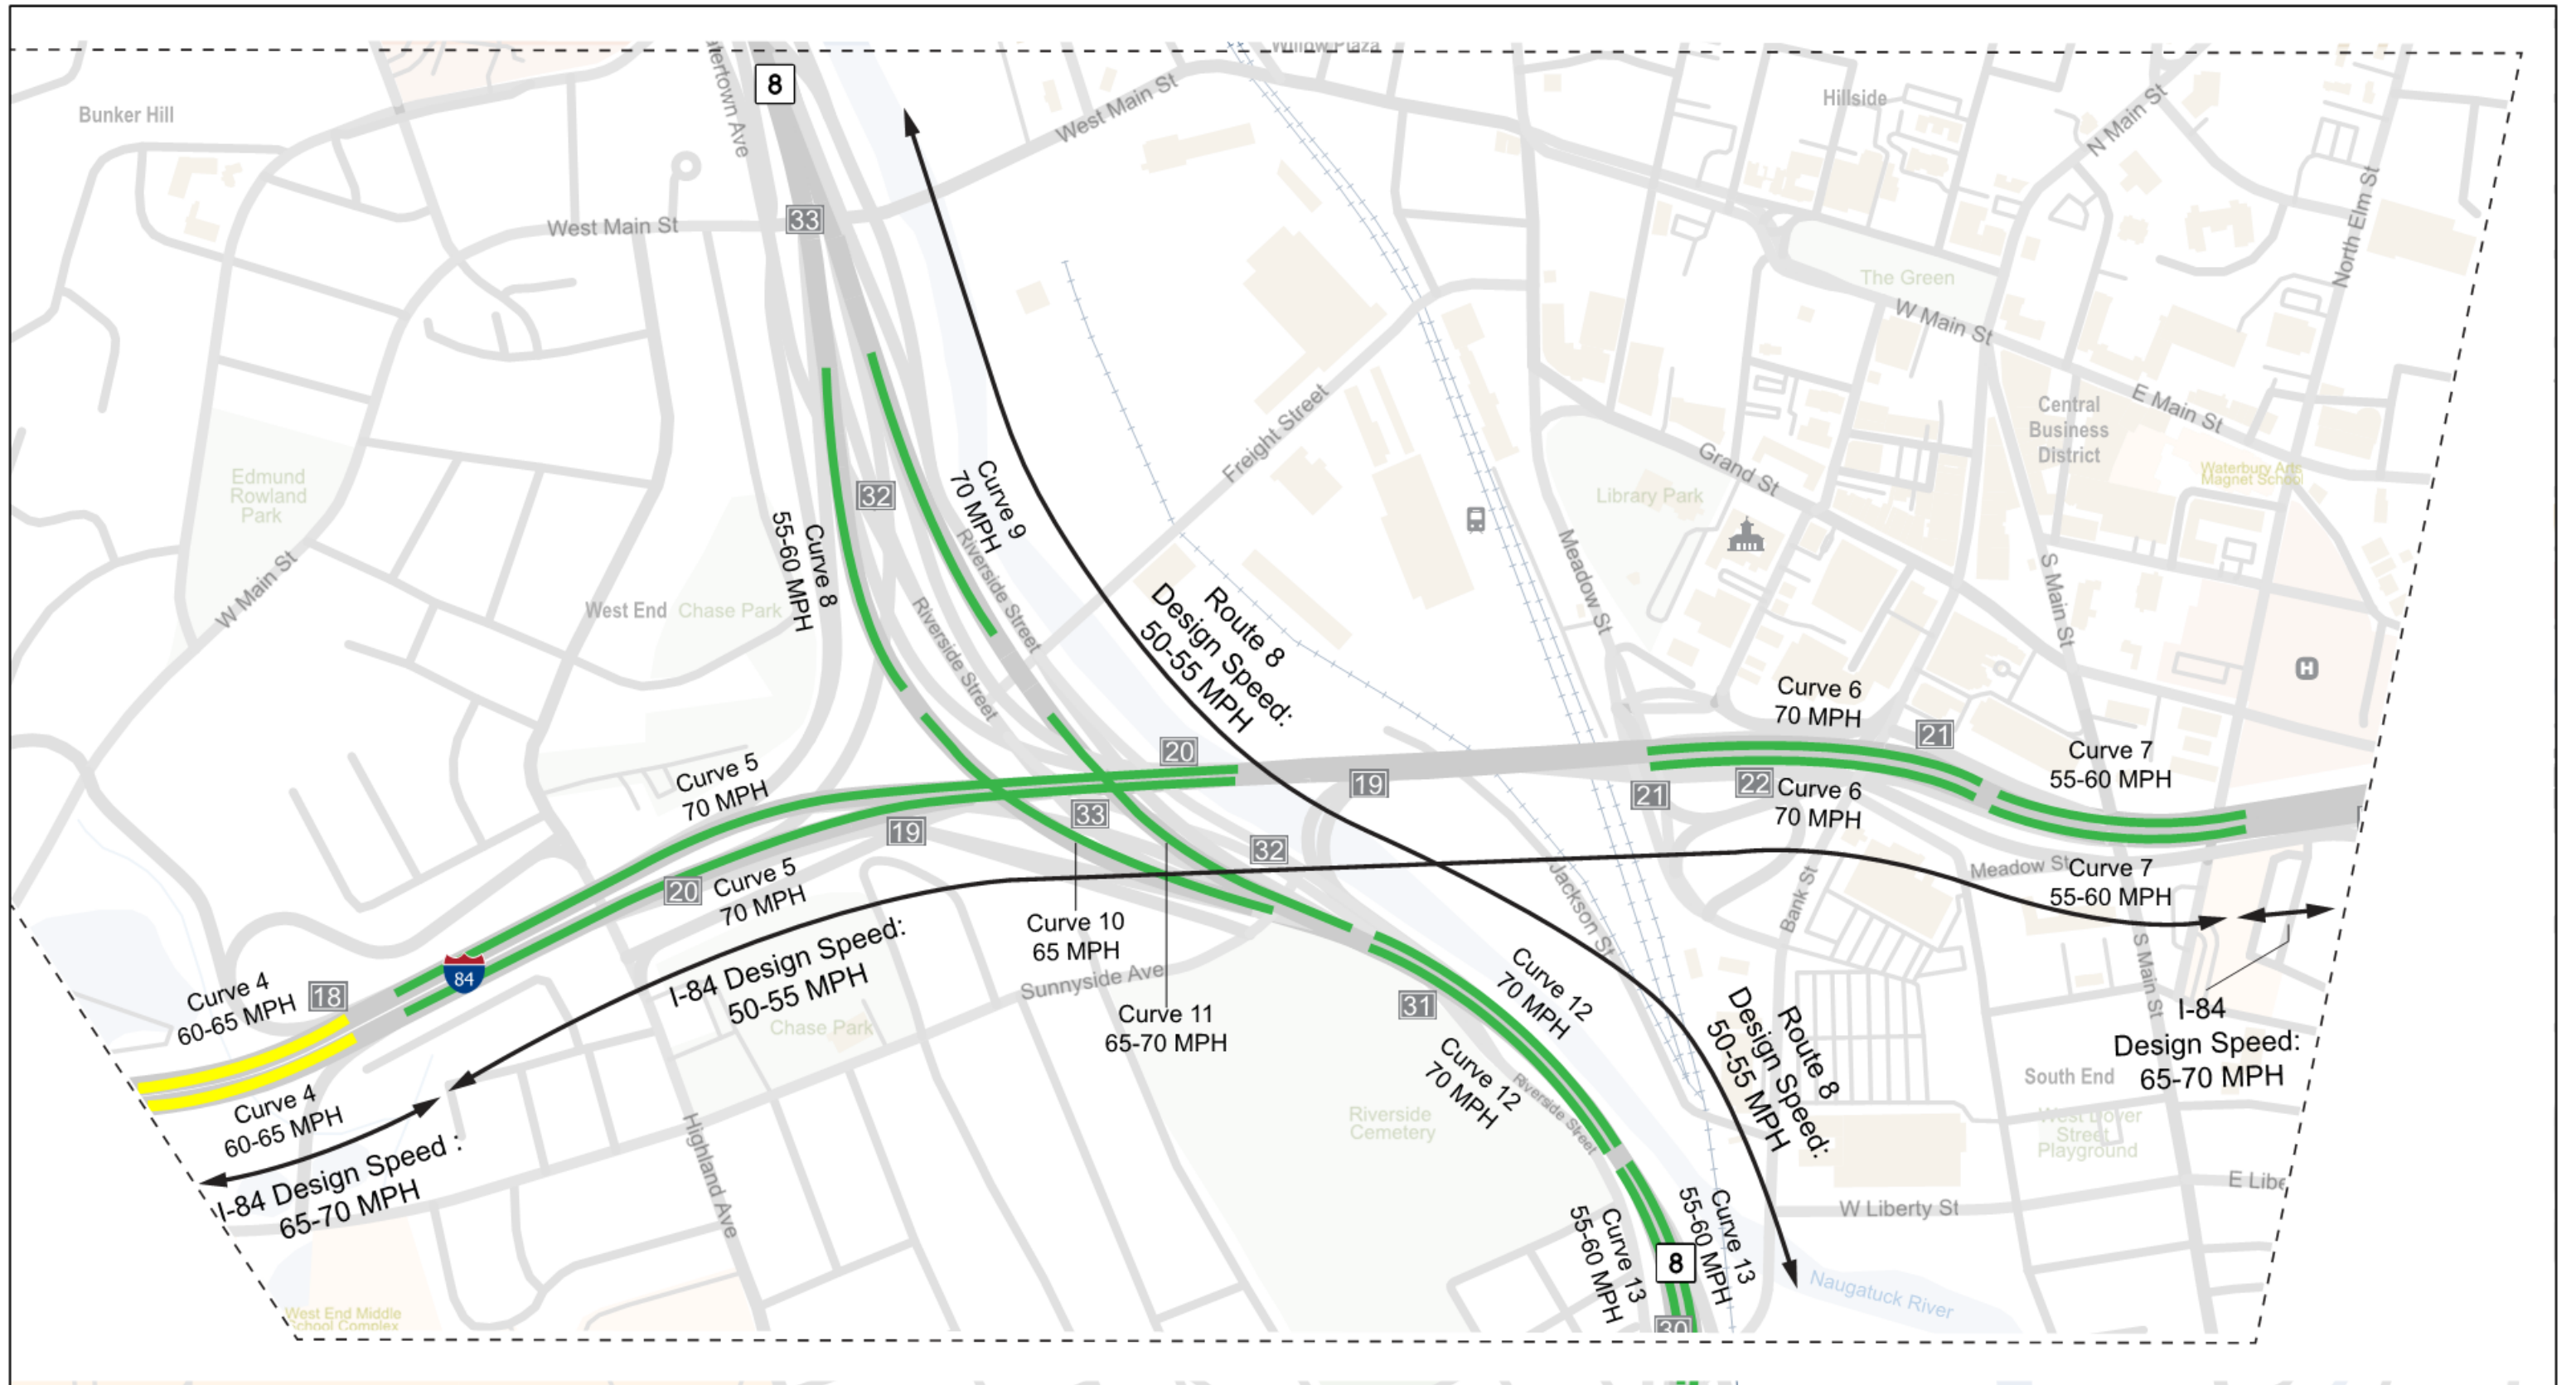 Willow Plaza
8
Bunker Hill
West Main St
Hillside
N Main St
North Elm St
33
West Main St
The Green
W Main St
Central
Business
District
E Main St
Waterbury Arts
Magnet School
Edmund
Rowland
Park
32
Curve 9
70 MPH
Freight Street
Grand St
Library Park
Curve 8
55-60 MPH
Riverside Street
Riverside Street
Meadow St
S Main St
W Main St
West End
Chase Park
Route 8
Design Speed:
50-55 MPH
H
Curve 6
70 MPH
21
Curve 7
55-60 MPH
20
19
Curve 5
70 MPH
21
22
Curve 6
70 MPH
33
19
32
20
Curve 5
70 MPH
Meadow St
Curve 7
55-60 MPH
Jackson St
Bank St
Curve 10
65 MPH
I-84 Design Speed:
50-55 MPH
84
Sunnyside Ave
Curve 4
60-65 MPH
18
Chase Park
Curve 11
65-70 MPH
31
Curve 12
70 MPH
Curve 12
70 MPH
Riverside Street
Route 8
Design Speed:
50-55 MPH
S Main St
I-84
Design Speed:
65-70 MPH
South End
West Dover
Street
Playground
Curve 4
60-65 MPH
I-84 Design Speed :
65-70 MPH
Highland Ave
Riverside
Cemetery
E Libe
W Liberty St
Curve 13
55-60 MPH
8
Curve 13
55-60 MPH
30
Naugatuck River
West End Middle
School Complex